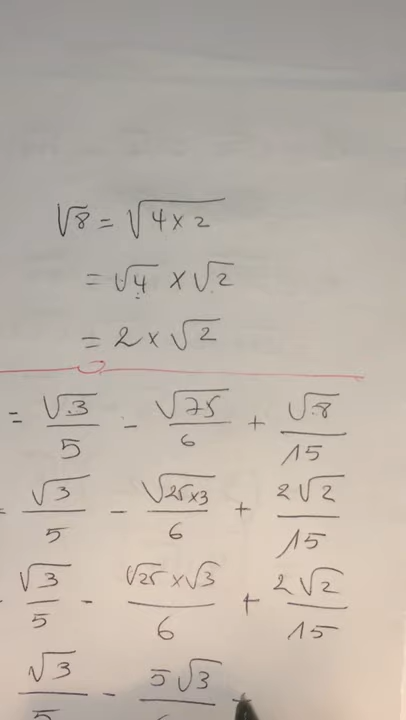 √8 = √(4 × 2)
= √4 × √2
= 2 × √2
= √3/5 - √75/6 + √8/15
= √3/5 - √(25×3)/6 + 2√2/15
- √3/5 - (√25 × √3)/6 + 2√2/15
√3/5 - 5√3/6